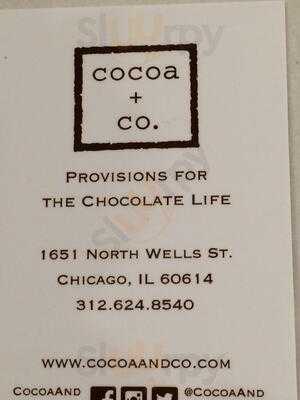 cocoa
+
co.
Provisions for
the Chocolate Life
1651 North Wells St.
Chicago, IL 60614
312.624.8540
www.cocoaandco.com
CocoaAnd @CocoaAnd